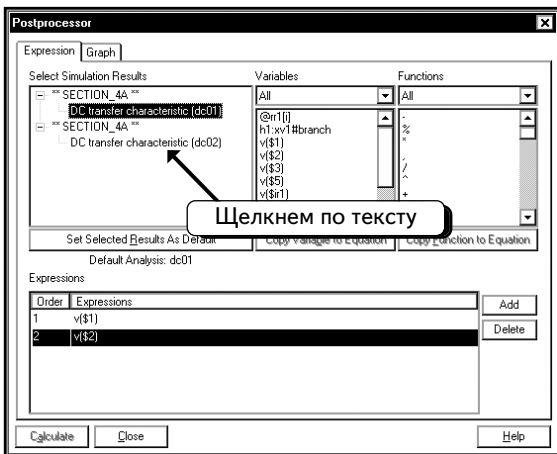 Postprocessor
Expression Graph
Select Simulation Results Variables Functions
** SECTION_4A **
DC transfer characteristic (dc01)
** SECTION_4A **
DC transfer characteristic (dc02)
All
@rr1[i]
h1:xv1#branch
v($1)
v($2)
v($3)
v($5)
v($ir1)
All
-
%
*
,
/
^
+
Щелкнем по тексту
Set Selected Results As Default Copy Variable to Equation Copy Function to Equation
Default Analysis: dc01
Expressions
Order Expressions
1 v($1)
2 v($2)
Add
Delete
Calculate Close Help